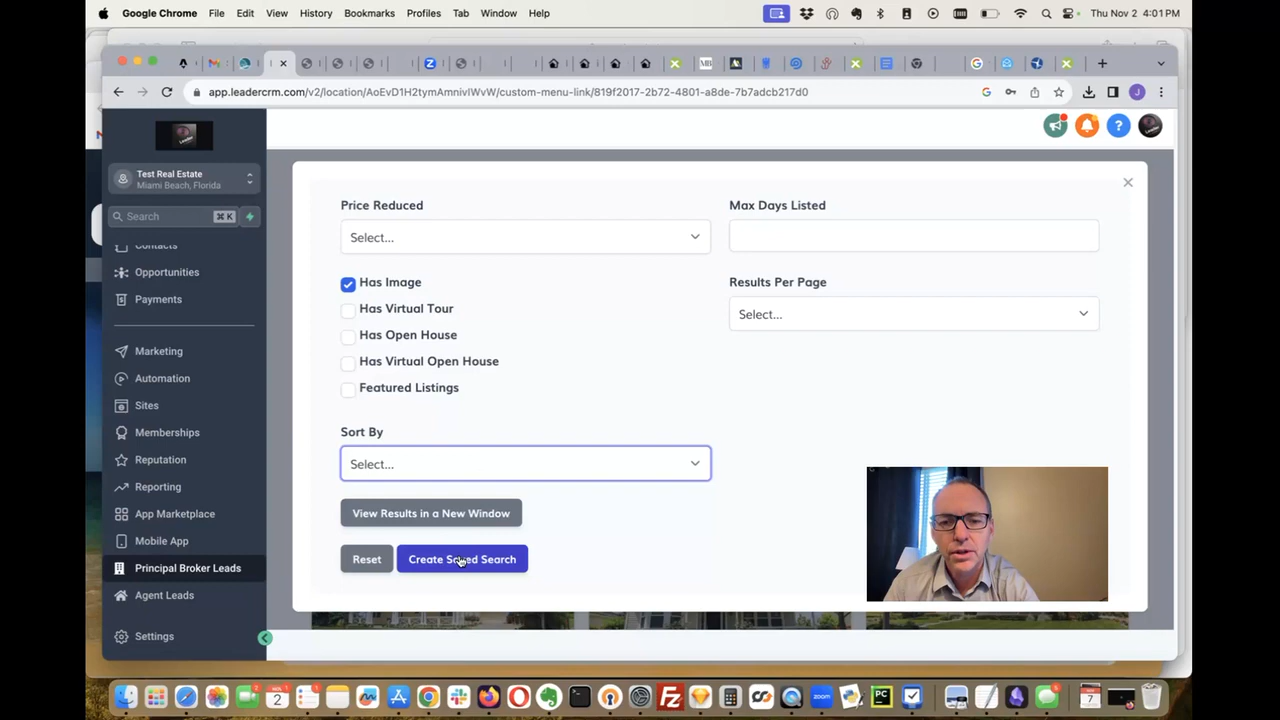 Google Chrome File Edit View History Bookmarks Profiles Tab Window Help Thu Nov 2 4:01 PM
app.leadercrm.com/v2/location/AoEvD1H2tymAmnivIWvW/custom-menu-link/819f2017-2b72-4801-a8de-7b7adcb217d0
Test Real Estate
Miami Beach, Florida
Search ⌘ K
Contacts
Opportunities
Payments
Marketing
Automation
Sites
Memberships
Reputation
Reporting
App Marketplace
Mobile App
Principal Broker Leads
Agent Leads
Settings
Price Reduced
Select...
Max Days Listed
Has Image
Has Virtual Tour
Has Open House
Has Virtual Open House
Featured Listings
Results Per Page
Select...
Sort By
Select...
View Results in a New Window
Reset
Create Saved Search